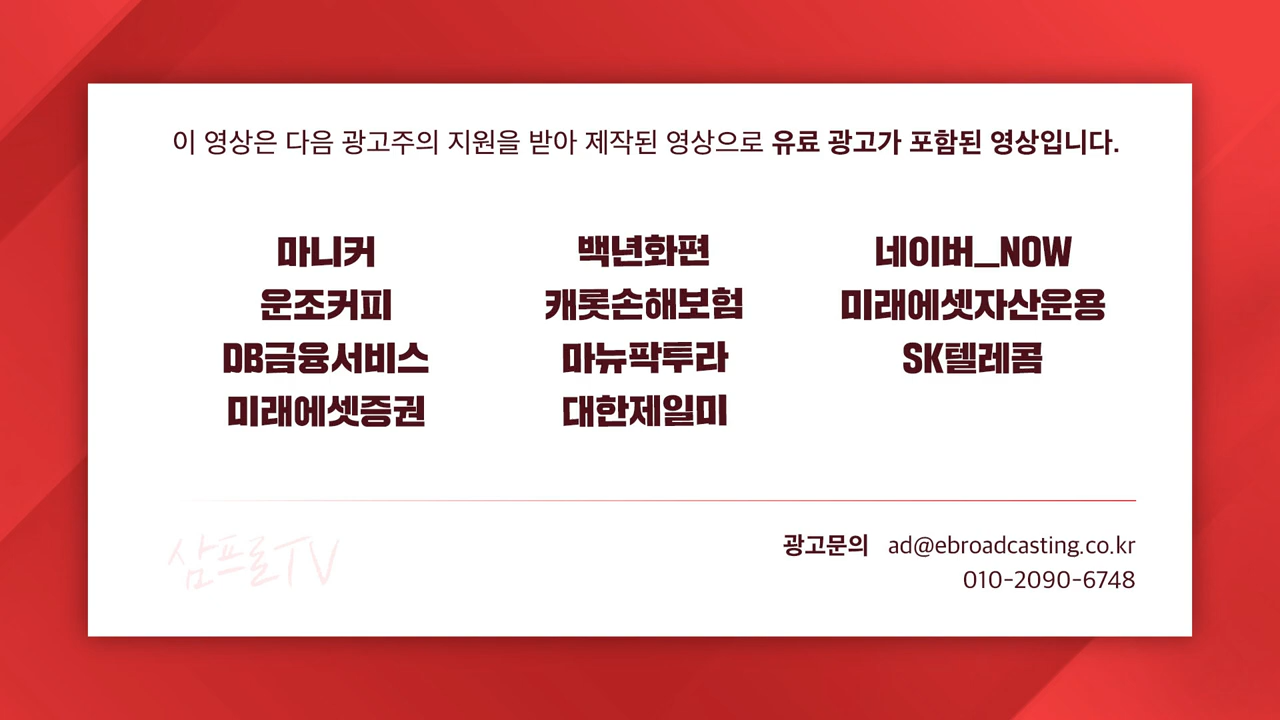 이 영상은 다음 광고주의 지원을 받아 제작된 영상으로 유료 광고가 포함된 영상입니다.
마니커
운조커피
DB금융서비스
미래에셋증권
백년화편
캐롯손해보험
마뉴팍투라
대한제일미
네이버_NOW
미래에셋자산운용
SK텔레콤
삼프로TV
광고문의 ad@ebroadcasting.co.kr
010-2090-6748